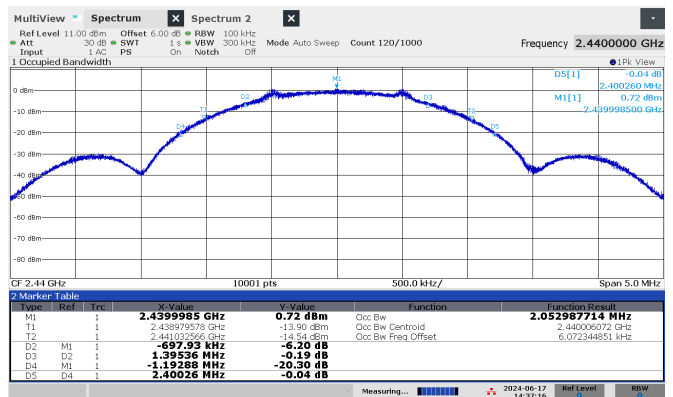 MultiView Spectrum X Spectrum 2 X
Ref Level 11.00 dBm Offset 6.00 dB RBW 100 kHz
Att 30 dB SWT 1 s VBW 300 kHz Mode Auto Sweep Count 120/1000 Frequency 2.4400000 GHz
Input 1 AC PS On Notch Off
1 Occupied Bandwidth 1Pk View
D5[1] -0.04 dB
2.400260 MHz
M1[1] 0.72 dBm
2.439998500 GHz
M1
0 dBm
D2 D3
-10 dBm
T1 T2
D4 D5
-20 dBm
-30 dBm
-40 dBm
-50 dBm
-60 dBm
-70 dBm
-80 dBm
CF 2.44 GHz 10001 pts 500.0 kHz/ Span 5.0 MHz
2 Marker Table
Type Ref Trc X-Value Y-Value Function Function Result
M1 1 2.4399985 GHz 0.72 dBm Occ Bw 2.052987714 MHz
T1 1 2.438979578 GHz -13.90 dBm Occ Bw Centroid 2.440006072 GHz
T2 1 2.441032566 GHz -14.54 dBm Occ Bw Freq Offset 6.072344851 kHz
D2 M1 1 -697.93 kHz -6.20 dB
D3 D2 1 1.39536 MHz -0.19 dB
D4 M1 1 -1.19288 MHz -20.30 dB
D5 D4 1 2.40026 MHz -0.04 dB
Measuring... 2024-06-17 Ref Level RBW
14:37:16